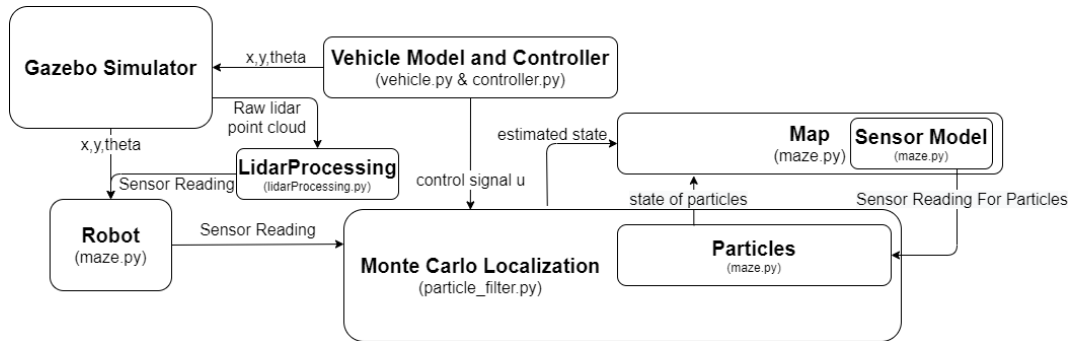 Gazebo Simulator
x,y,theta
Vehicle Model and Controller
(vehicle.py & controller.py)
Raw lidar
point cloud
x,y,theta
LidarProcessing
(lidarProcessing.py)
Sensor Reading
control signal u
estimated state
Map
(maze.py)
Sensor Model
(maze.py)
state of particles
Sensor Reading For Particles
Robot
(maze.py)
Sensor Reading
Monte Carlo Localization
(particle_filter.py)
Particles
(maze.py)